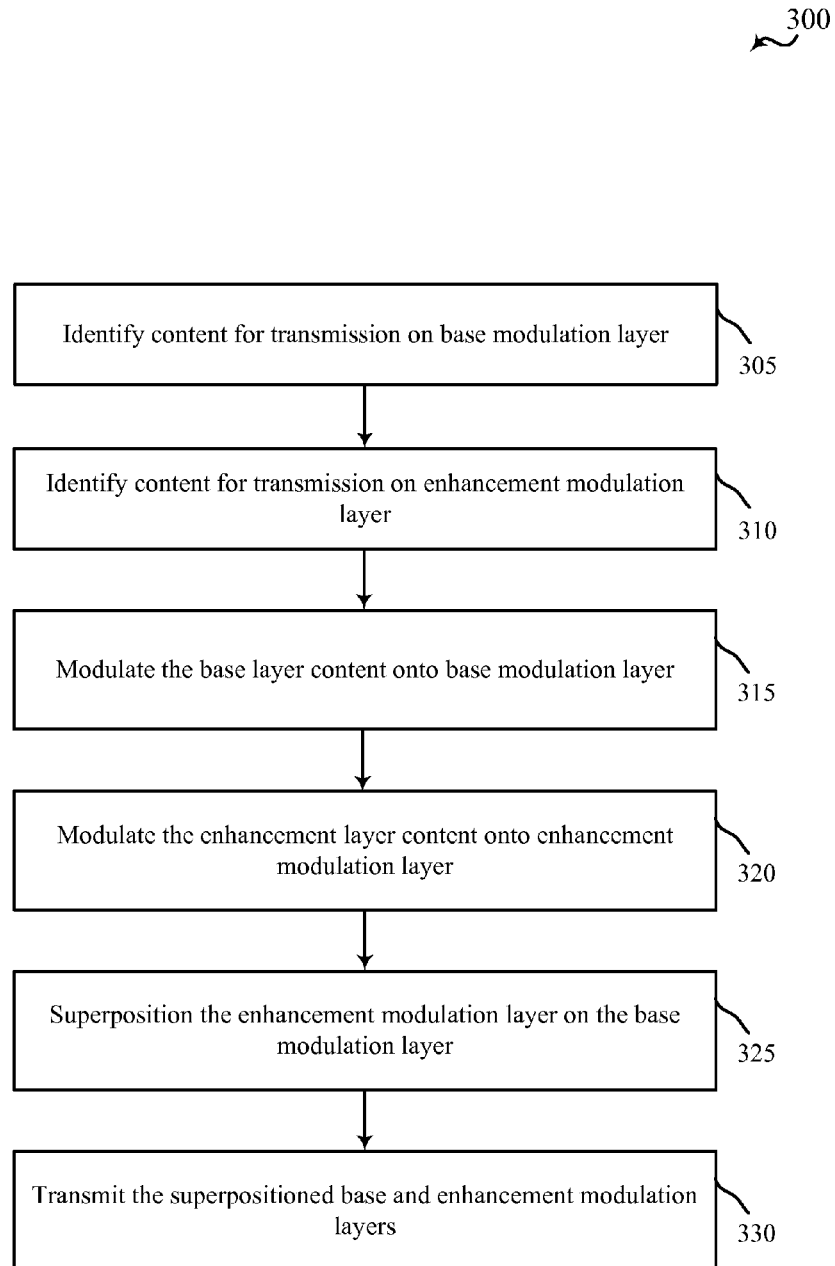 300
Identify content for transmission on base modulation layer
305
Identify content for transmission on enhancement modulation
layer
310
Modulate the base layer content onto base modulation layer
315
Modulate the enhancement layer content onto enhancement
modulation layer
320
Superposition the enhancement modulation layer on the base
modulation layer
325
Transmit the superpositioned base and enhancement modulation
layers
330